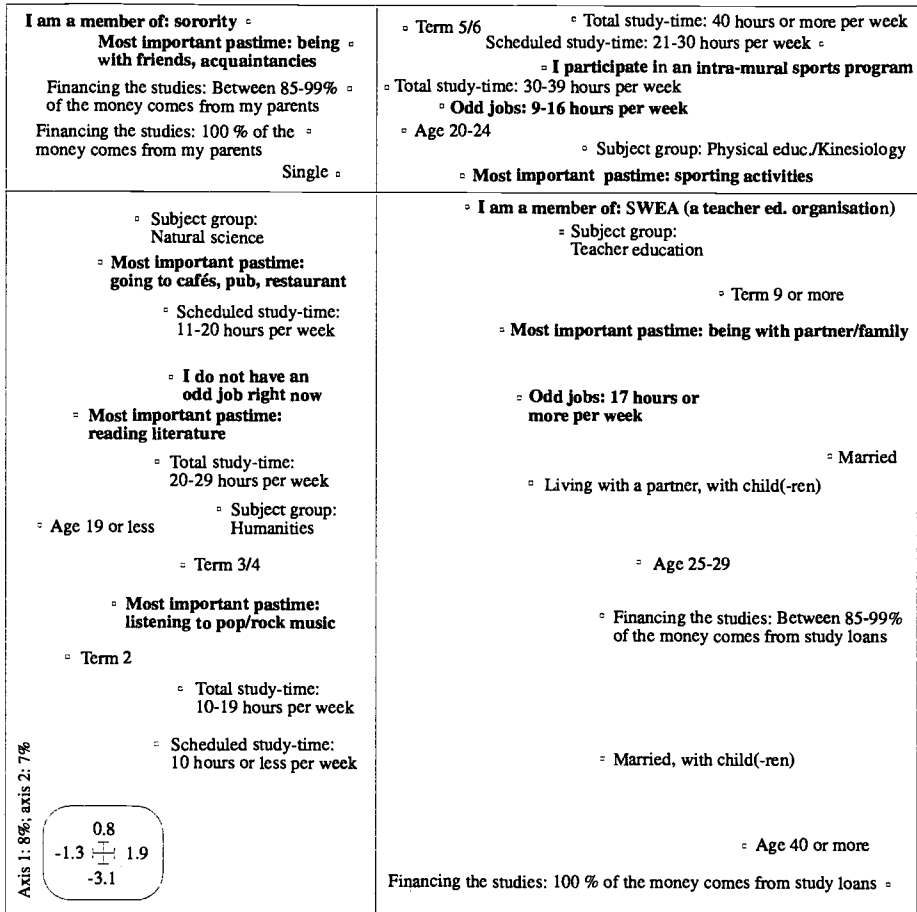 I am a member of: sorority
Most important pastime: being
with friends, acquaintancies
Financing the studies: Between 85-99%
of the money comes from my parents
Financing the studies: 100 % of the
money comes from my parents
Single
Term 5/6
Total study-time: 40 hours or more per week
Scheduled study-time: 21-30 hours per week
I participate in an intra-mural sports program
Total study-time: 30-39 hours per week
Odd jobs: 9-16 hours per week
Age 20-24
Subject group: Physical educ./Kinesiology
Most important pastime: sporting activities
Subject group:
Natural science
Most important pastime:
going to cafés, pub, restaurant
Scheduled study-time:
11-20 hours per week
I do not have an
odd job right now
Most important pastime:
reading literature
Total study-time:
20-29 hours per week
Subject group:
Humanities
Age 19 or less
Term 3/4
Most important pastime:
listening to pop/rock music
Term 2
Total study-time:
10-19 hours per week
Scheduled study-time:
10 hours or less per week
Axis 1: 8%; axis 2: 7%
0.8
-1.3 1.9
-3.1
I am a member of: SWEA (a teacher ed. organisation)
Subject group:
Teacher education
Term 9 or more
Most important pastime: being with partner/family
Odd jobs: 17 hours or
more per week
Married
Living with a partner, with child(-ren)
Age 25-29
Financing the studies: Between 85-99%
of the money comes from study loans
Married, with child(-ren)
Age 40 or more
Financing the studies: 100 % of the money comes from study loans